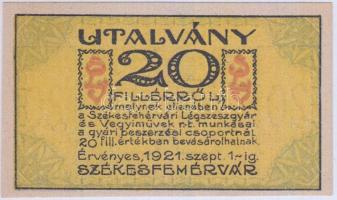 UTALVÁNY
20
FILLÉRRŐL,
melynek ellenében
a Székesfehérvári Légszeszgyár
és Vegyiművek r.t. munkásai
a gyári beszerzési csoportnál
20 fill. értékben bevásárolhatnak.
Érvényes, 1921. szept. 1-ig.
SZÉKESFEHÉRVÁR